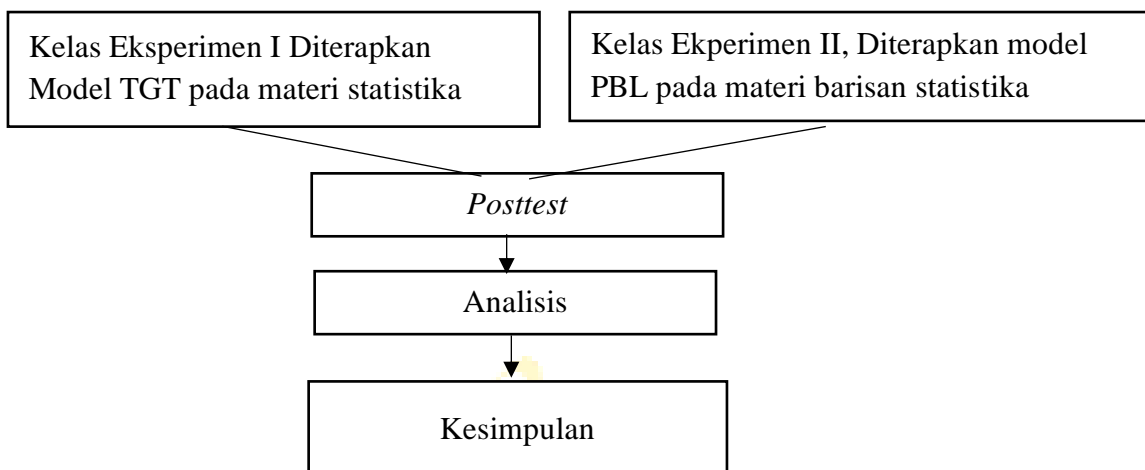 Kelas Eksperimen I Diterapkan
Model TGT pada materi statistika
Kelas Ekperimen II, Diterapkan model
PBL pada materi barisan statistika
Posttest
Analisis
Kesimpulan